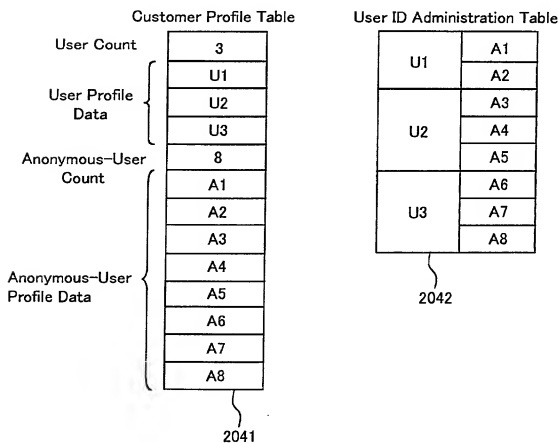 Customer Profile Table
User Count
3
User Profile
Data
U1
U2
U3
Anonymous-User
Count
8
Anonymous-User
Profile Data
A1
A2
A3
A4
A5
A6
A7
A8
2041
User ID Administration Table
U1
A1
A2
U2
A3
A4
A5
U3
A6
A7
A8
2042